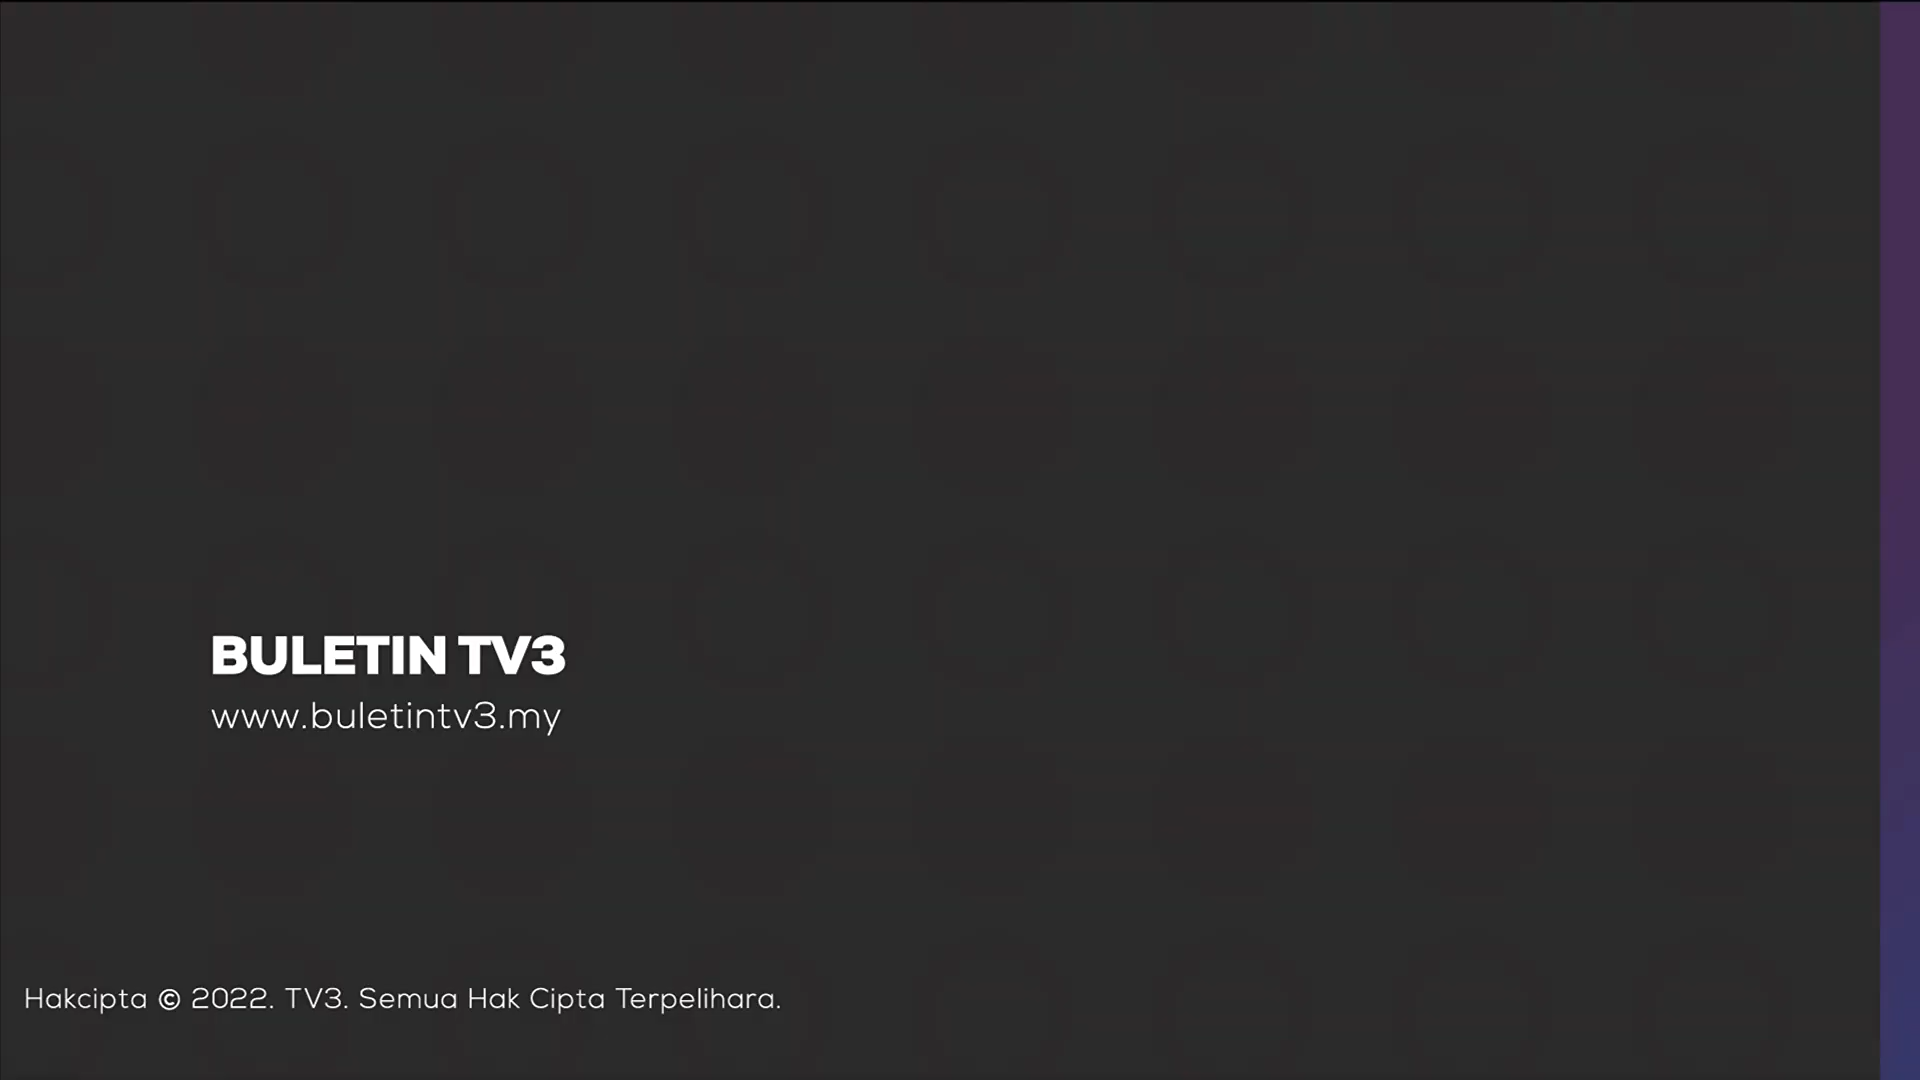 BULETIN TV3
www.buletintv3.my
Hakcipta © 2022. TV3. Semua Hak Cipta Terpelihara.